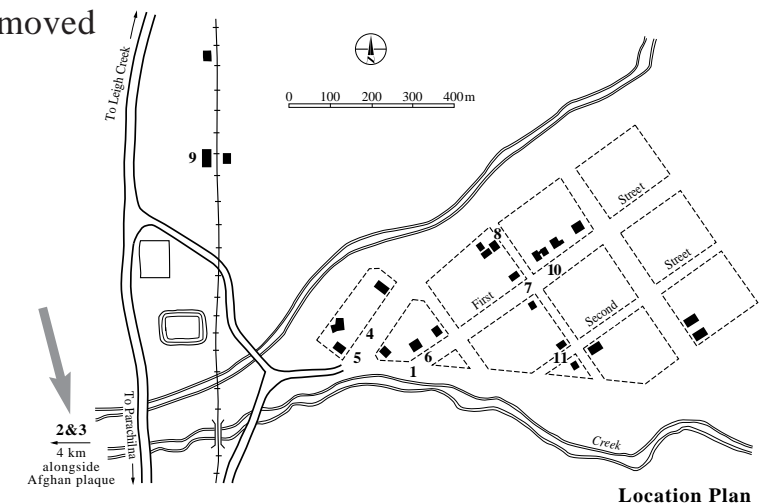 moved
To Leigh Creek
N
0 100 200 300 400 m
9
8
Street
10
7
Street
First
Second
4
5
6
11
1
2&3
4 km
alongside
Afghan plaque
To Parachilna
Creek
Location Plan